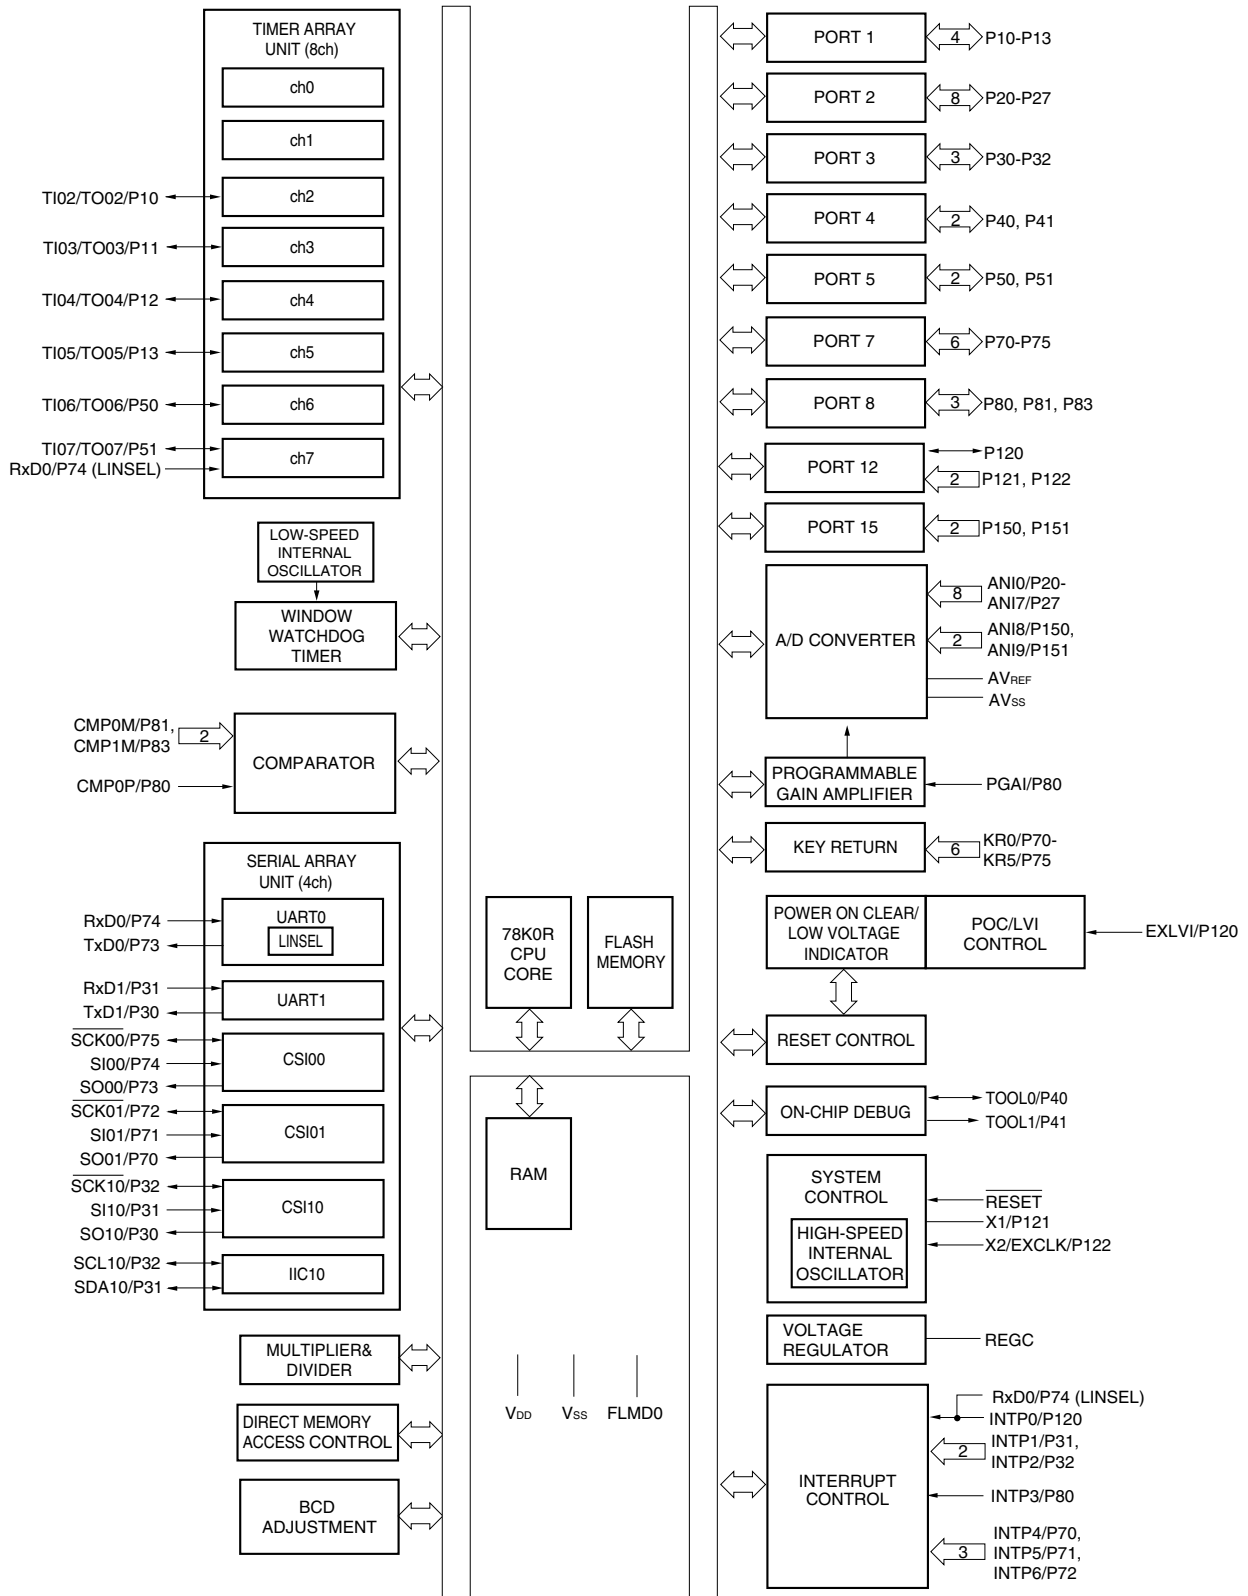 TIMER ARRAY
UNIT (8ch)
ch0
ch1
TI02/TO02/P10
ch2
TI03/TO03/P11
ch3
TI04/TO04/P12
ch4
TI05/TO05/P13
ch5
TI06/TO06/P50
ch6
TI07/TO07/P51
RxD0/P74 (LINSEL)
ch7
LOW-SPEED
INTERNAL
OSCILLATOR
WINDOW
WATCHDOG
TIMER
CMP0M/P81,
CMP1M/P83
2
CMP0P/P80
COMPARATOR
SERIAL ARRAY
UNIT (4ch)
RxD0/P74
TxD0/P73
UART0
LINSEL
RxD1/P31
TxD1/P30
UART1
SCK00/P75
SI00/P74
SO00/P73
CSI00
SCK01/P72
SI01/P71
SO01/P70
CSI01
SCK10/P32
SI10/P31
SO10/P30
CSI10
SCL10/P32
SDA10/P31
IIC10
MULTIPLIER&
DIVIDER
DIRECT MEMORY
ACCESS CONTROL
BCD
ADJUSTMENT
78K0R
CPU
CORE
FLASH
MEMORY
RAM
VDD
VSS
FLMD0
PORT 1
4
P10-P13
PORT 2
8
P20-P27
PORT 3
3
P30-P32
PORT 4
2
P40, P41
PORT 5
2
P50, P51
PORT 7
6
P70-P75
PORT 8
3
P80, P81, P83
PORT 12
P120
2
P121, P122
PORT 15
2
P150, P151
A/D CONVERTER
8
ANI0/P20-
ANI7/P27
2
ANI8/P150,
ANI9/P151
AVREF
AVSS
PROGRAMMABLE
GAIN AMPLIFIER
PGAI/P80
KEY RETURN
6
KR0/P70-
KR5/P75
POWER ON CLEAR/
LOW VOLTAGE
INDICATOR
POC/LVI
CONTROL
EXLVI/P120
RESET CONTROL
ON-CHIP DEBUG
TOOL0/P40
TOOL1/P41
SYSTEM
CONTROL
HIGH-SPEED
INTERNAL
OSCILLATOR
RESET
X1/P121
X2/EXCLK/P122
VOLTAGE
REGULATOR
REGC
INTERRUPT
CONTROL
RxD0/P74 (LINSEL)
INTP0/P120
2
INTP1/P31,
INTP2/P32
INTP3/P80
3
INTP4/P70,
INTP5/P71,
INTP6/P72